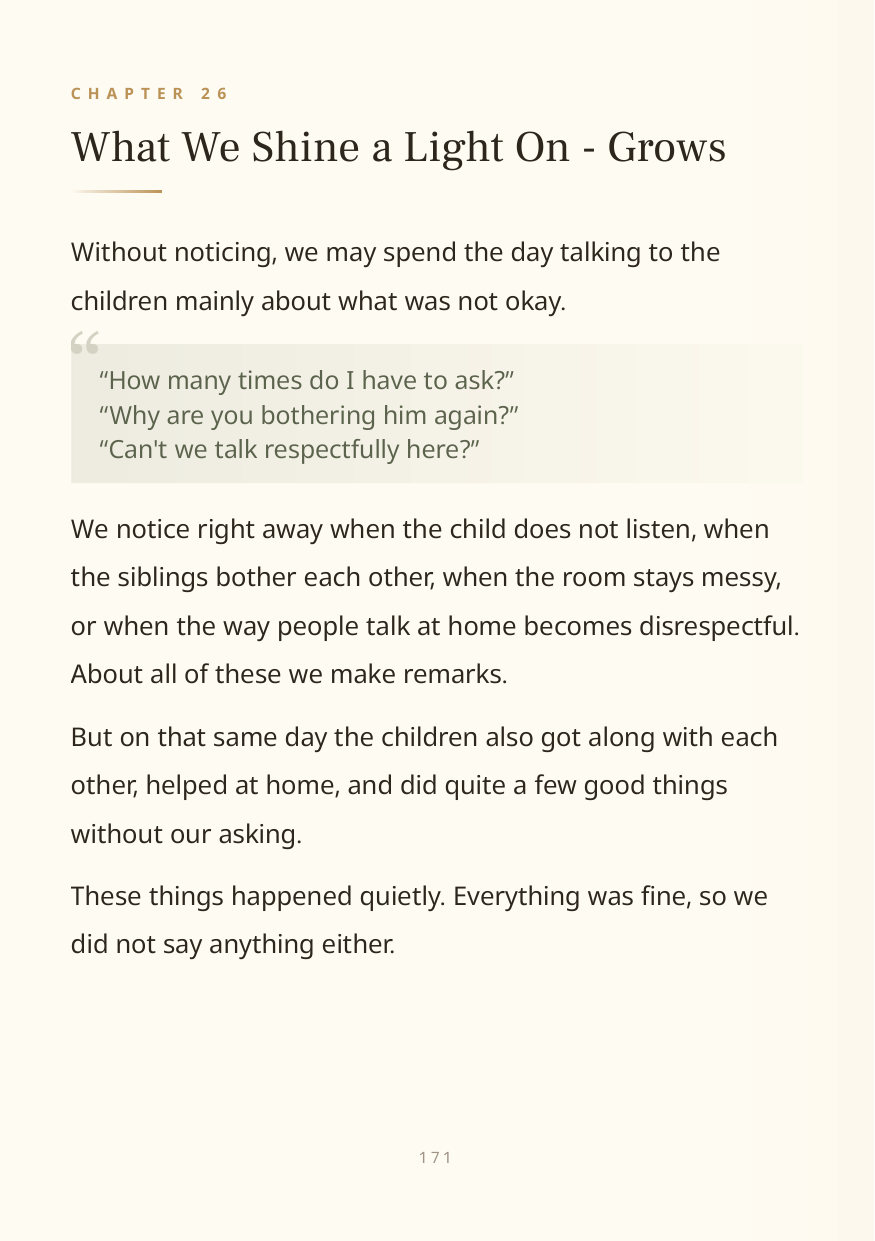 CHAPTER 26
What We Shine a Light On - Grows
Without noticing, we may spend the day talking to the
children mainly about what was not okay.
“
“How many times do I have to ask?”
“Why are you bothering him again?”
“Can't we talk respectfully here?”
We notice right away when the child does not listen, when
the siblings bother each other, when the room stays messy,
or when the way people talk at home becomes disrespectful.
About all of these we make remarks.
But on that same day the children also got along with each
other, helped at home, and did quite a few good things
without our asking.
These things happened quietly. Everything was fine, so we
did not say anything either.
171